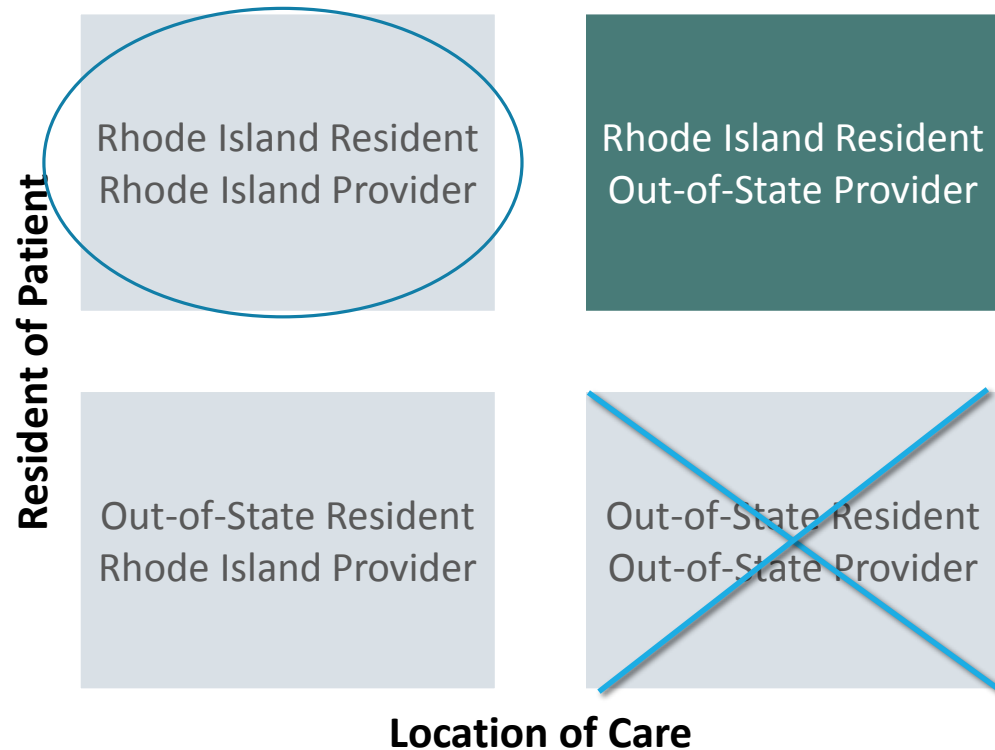 Rhode Island Resident
Rhode Island Provider
Rhode Island Resident
Out-of-State Provider
Resident of Patient
Out-of-State Resident
Rhode Island Provider
Out-of-State Resident
Out-of-State Provider
Location of Care